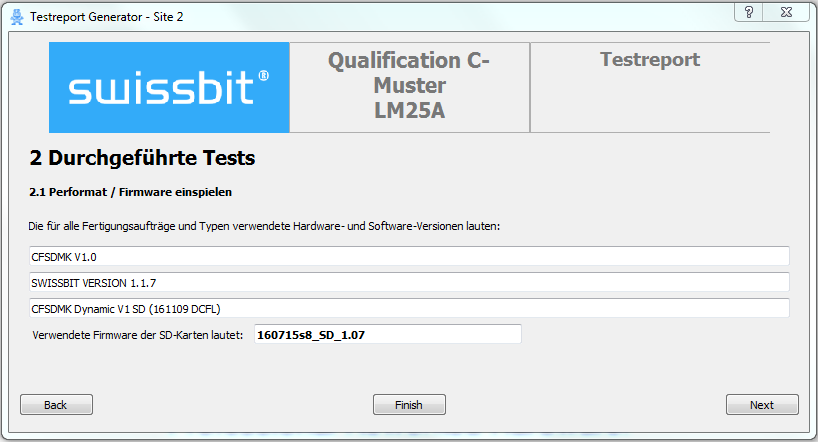 Testreport Generator - Site 2
swissbit®
Qualification C-
Muster
LM25A
Testreport
2 Durchgeführte Tests
2.1 Performat / Firmware einspielen
Die für alle Fertigungsaufträge und Typen verwendete Hardware- und Software-Versionen lauten:
CFSDMK V1.0
SWISSBIT VERSION 1.1.7
CFSDMK Dynamic V1 SD (161109 DCFL)
Verwendete Firmware der SD-Karten lautet: 160715s8_SD_1.07
Back Finish Next